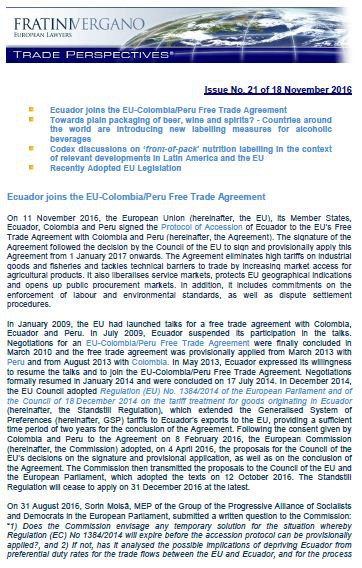 FRATINIVERGANO
EUROPEAN LAWYERS
TRADE PERSPECTIVES®
Issue No. 21 of 18 November 2016
Ecuador joins the EU-Colombia/Peru Free Trade Agreement
Towards plain packaging of beer, wine and spirits? - Countries around
the world are introducing new labelling measures for alcoholic
beverages
Codex discussions on 'front-of-pack' nutrition labelling in the context
of relevant developments in Latin America and the EU
Recently Adopted EU Legislation
Ecuador joins the EU-Colombia/Peru Free Trade Agreement
On 11 November 2016, the European Union (hereinafter, the EU), its Member States,
Ecuador, Colombia and Peru signed the Protocol of Accession of Ecuador to the EU's Free
Trade Agreement with Colombia and Peru (hereinafter, the Agreement). The signature of the
Agreement followed the decision by the Council of the EU to sign and provisionally apply this
Agreement from 1 January 2017 onwards. The Agreement eliminates high tariffs on industrial
goods and fisheries and tackles technical barriers to trade by increasing market access for
agricultural products. It also liberalises service markets, protects EU geographical indications
and opens up public procurement markets. In addition, it includes commitments on the
enforcement of labour and environmental standards, as well as dispute settlement
procedures.
In January 2009, the EU had launched talks for a free trade agreement with Colombia,
Ecuador and Peru. In July 2009, Ecuador suspended its participation in the talks.
Negotiations for an EU-Colombia/Peru Free Trade Agreement were finally concluded in
March 2010 and the free trade agreement was provisionally applied from March 2013 with
Peru and from August 2013 with Colombia. In May 2013, Ecuador expressed its willingness
to resume the talks and to join the EU-Colombia/Peru Free Trade Agreement. Negotiations
formally resumed in January 2014 and were concluded on 17 July 2014. In December 2014,
the EU Council adopted Regulation (EU) No. 1384/2014 of the European Parliament and of
the Council of 18 December 2014 on the tariff treatment for goods originating in Ecuador
(hereinafter, the Standstill Regulation), which extended the Generalised System of
Preferences (hereinafter, GSP) tariffs to Ecuador's exports to the EU, providing a sufficient
time period of two years for the conclusion of the Agreement. Following the consent given by
Colombia and Peru to the Agreement on 8 February 2016, the European Commission
(hereinafter, the Commission) adopted, on 4 April 2016, the proposals for the Council of the
EU's decisions on the signature and provisional application, as well as on the conclusion of
the Agreement. The Commission then transmitted the proposals to the Council of the EU and
the European Parliament, which adopted the texts on 12 October 2016. The Standstill
Regulation will cease to apply on 31 December 2016 at the latest.
On 31 August 2016, Sorin Moisă, MEP of the Group of the Progressive Alliance of Socialists
and Democrats in the European Parliament, submitted a written question to the Commission:
"1) Does the Commission envisage any temporary solution for the situation whereby
Regulation (EC) No 1384/2014 will expire before the accession protocol can be provisionally
applied?, and 2) If not, has it analysed the possible implications of depriving Ecuador from
preferential duty rates for the trade flows between the EU and Ecuador, and for the process